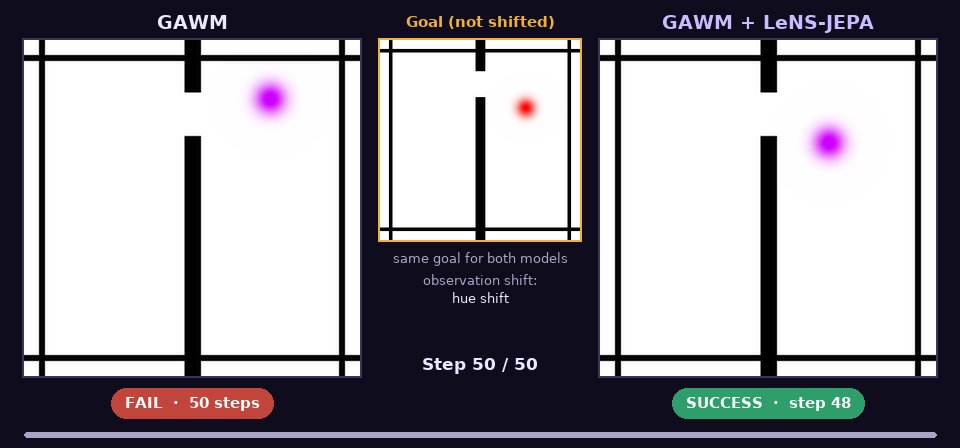 GAWM
Goal (not shifted)
GAWM + LeNS-JEPA
same goal for both models
observation shift:
hue shift
Step 50 / 50
FAIL · 50 steps
SUCCESS · step 48